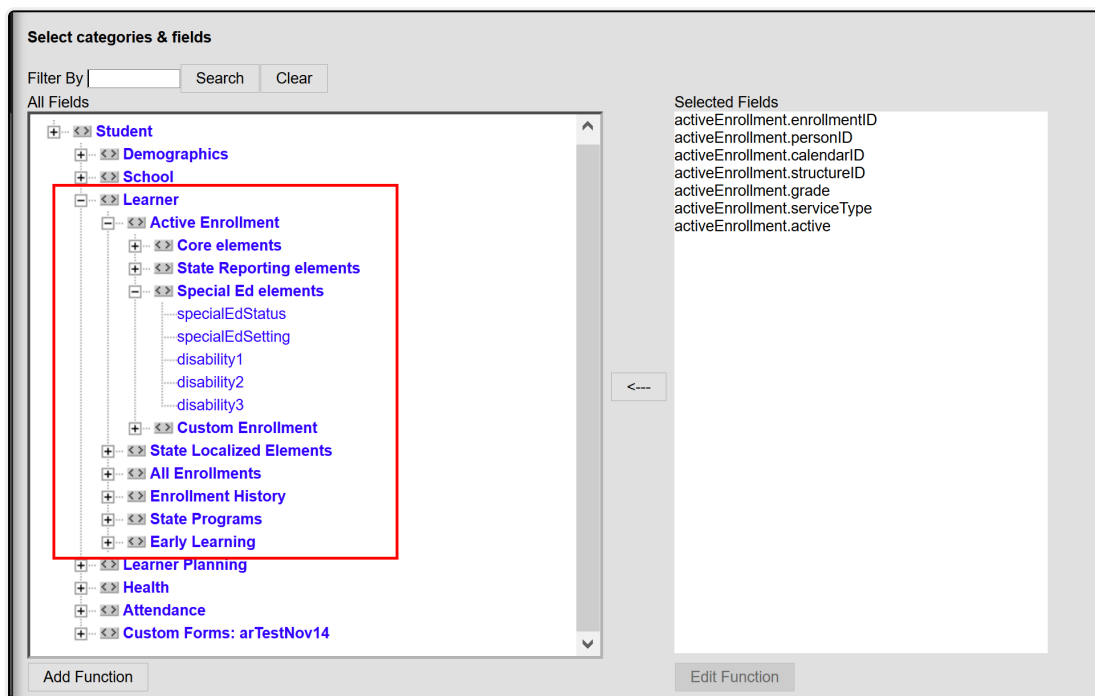 Select categories & fields
Filter By Search Clear
All Fields
Student
Demographics
School
Learner
Active Enrollment
Core elements
State Reporting elements
Special Ed elements
specialEdStatus
specialEdSetting
disability1
disability2
disability3
Custom Enrollment
State Localized Elements
All Enrollments
Enrollment History
State Programs
Early Learning
Learner Planning
Health
Attendance
Custom Forms: arTestNov14
Add Function
<---
Selected Fields
activeEnrollment.enrollmentID
activeEnrollment.personID
activeEnrollment.calendarID
activeEnrollment.structureID
activeEnrollment.grade
activeEnrollment.serviceType
activeEnrollment.active
Edit Function